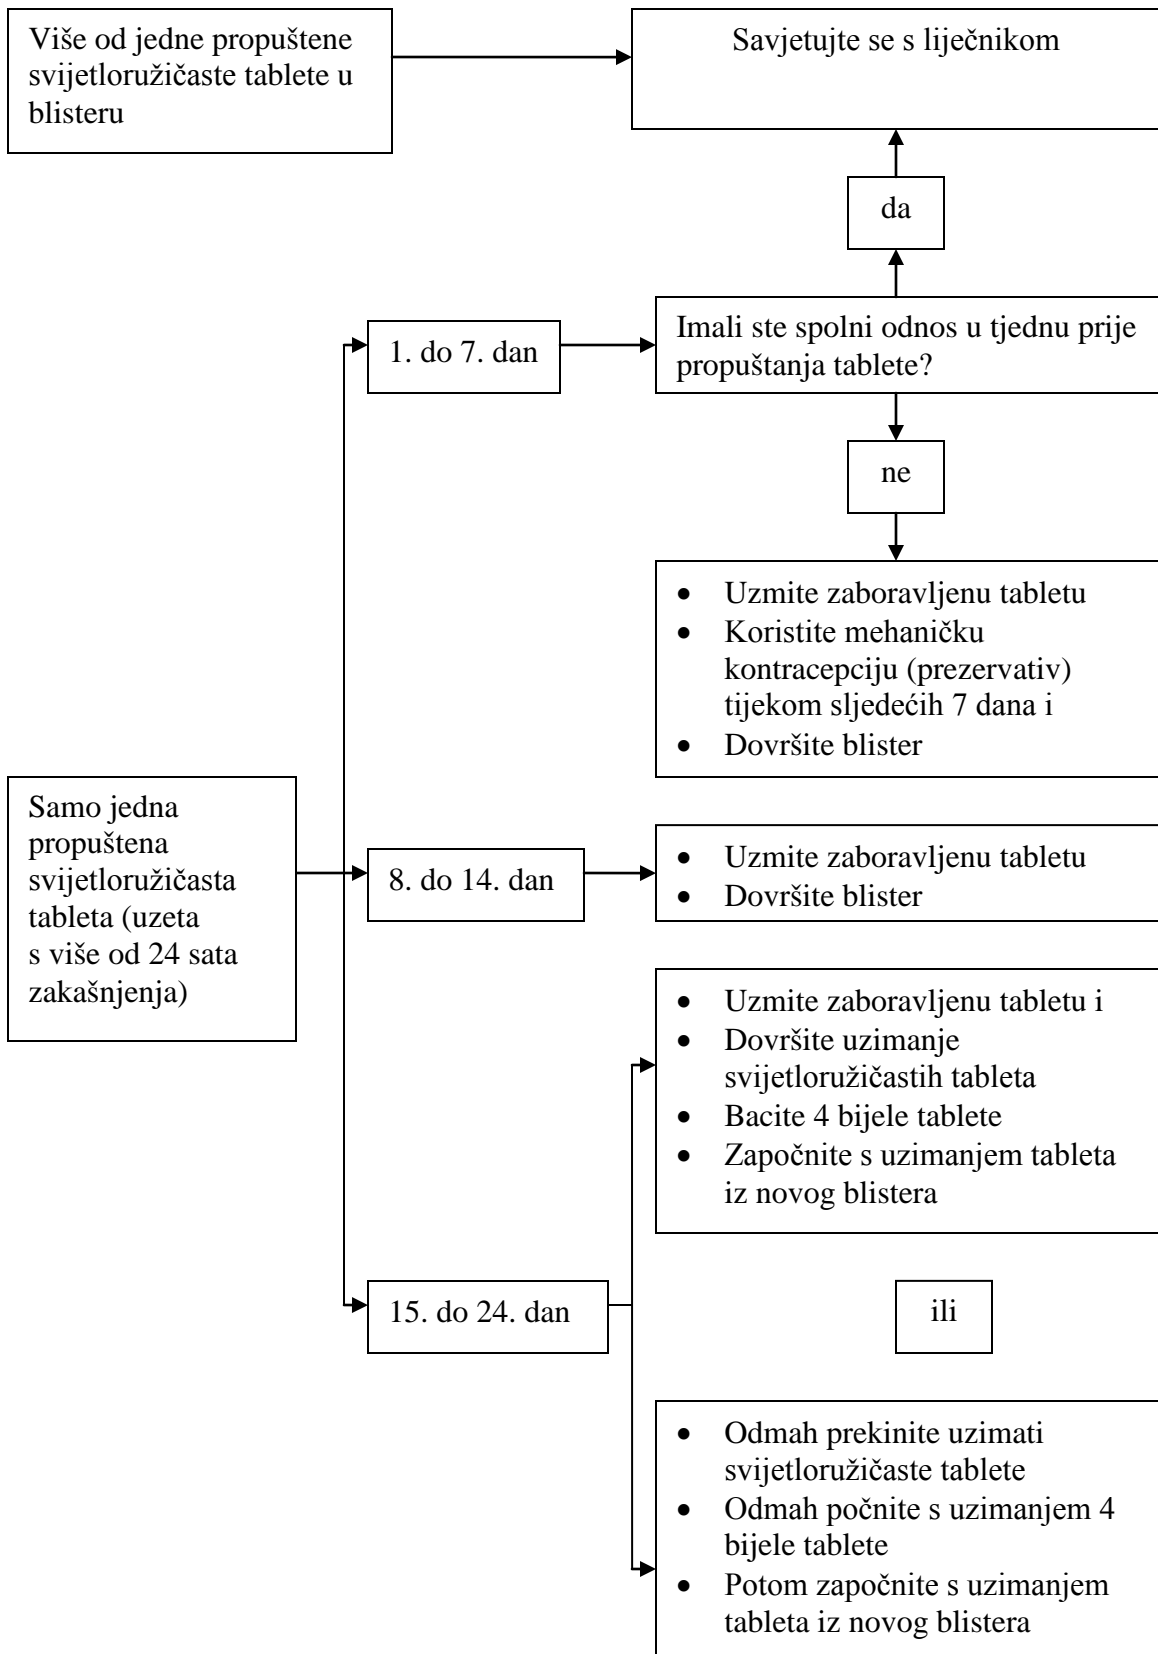 Više od jedne propuštene
svijetloružičaste tablete u
blisteru
Savjetujte se s liječnikom
da
1. do 7. dan
Imali ste spolni odnos u tjednu prije
propuštanja tablete?
ne
• Uzmite zaboravljenu tabletu
• Koristite mehaničku
kontracepciju (prezervativ)
tijekom sljedećih 7 dana i
• Dovršite blister
Samo jedna
propuštena
svijetloružičasta
tableta (uzeta
s više od 24 sata
zakašnjenja)
8. do 14. dan
• Uzmite zaboravljenu tabletu
• Dovršite blister
• Uzmite zaboravljenu tabletu i
• Dovršite uzimanje
svijetloružičastih tableta
• Bacite 4 bijele tablete
• Započnite s uzimanjem tableta
iz novog blistera
15. do 24. dan
ili
• Odmah prekinite uzimati
svijetloružičaste tablete
• Odmah počnite s uzimanjem 4
bijele tablete
• Potom započnite s uzimanjem
tableta iz novog blistera